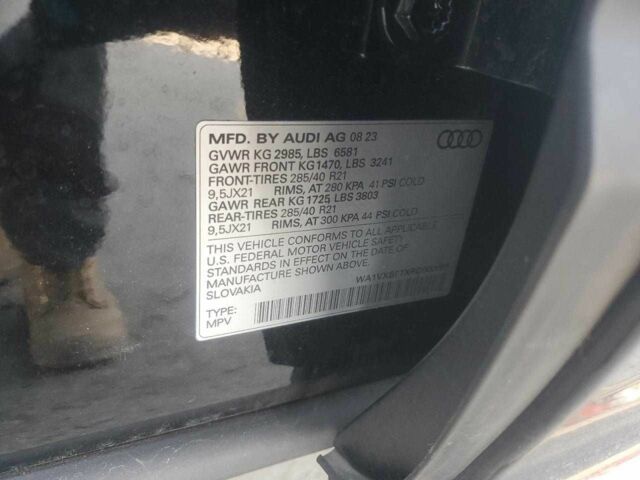 MFD. BY AUDI AG 08 23
GVWR KG 2985, LBS 6581
GAWR FRONT KG1470, LBS 3241
FRONT-TIRES 285/40 R21
9,5JX21 RIMS, AT 280 KPA 41 PSI COLD
GAWR REAR KG1725 LBS 3803
REAR-TIRES 285/40 R21
9,5JX21 RIMS, AT 300 KPA 44 PSI COLD
THIS VEHICLE CONFORMS TO ALL APPLICABLE
U.S. FEDERAL MOTOR VEHICLE SAFETY
STANDARDS IN EFFECT ON THE DATE OF
MANUFACTURE SHOWN ABOVE.
SLOVAKIA
TYPE:
MPV